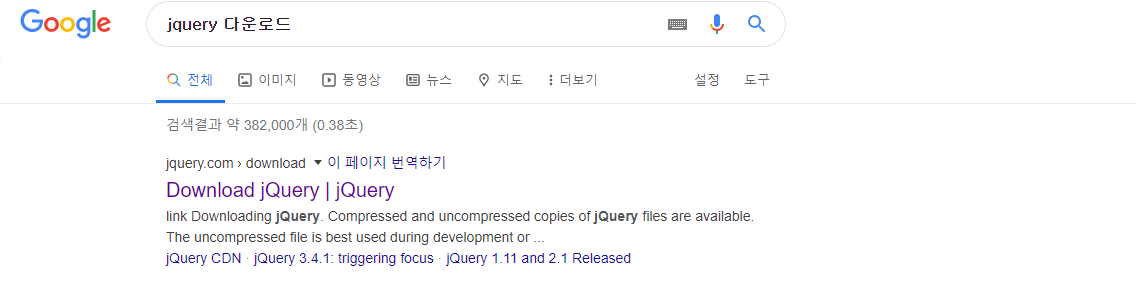 Google
jquery 다운로드
전체 이미지 동영상 뉴스 지도 더보기 설정 도구
검색결과 약 382,000개 (0.38초)
jquery.com › download ▼ 이 페이지 번역하기
Download jQuery | jQuery
link Downloading jQuery. Compressed and uncompressed copies of jQuery files are available.
The uncompressed file is best used during development or ...
jQuery CDN · jQuery 3.4.1: triggering focus · jQuery 1.11 and 2.1 Released